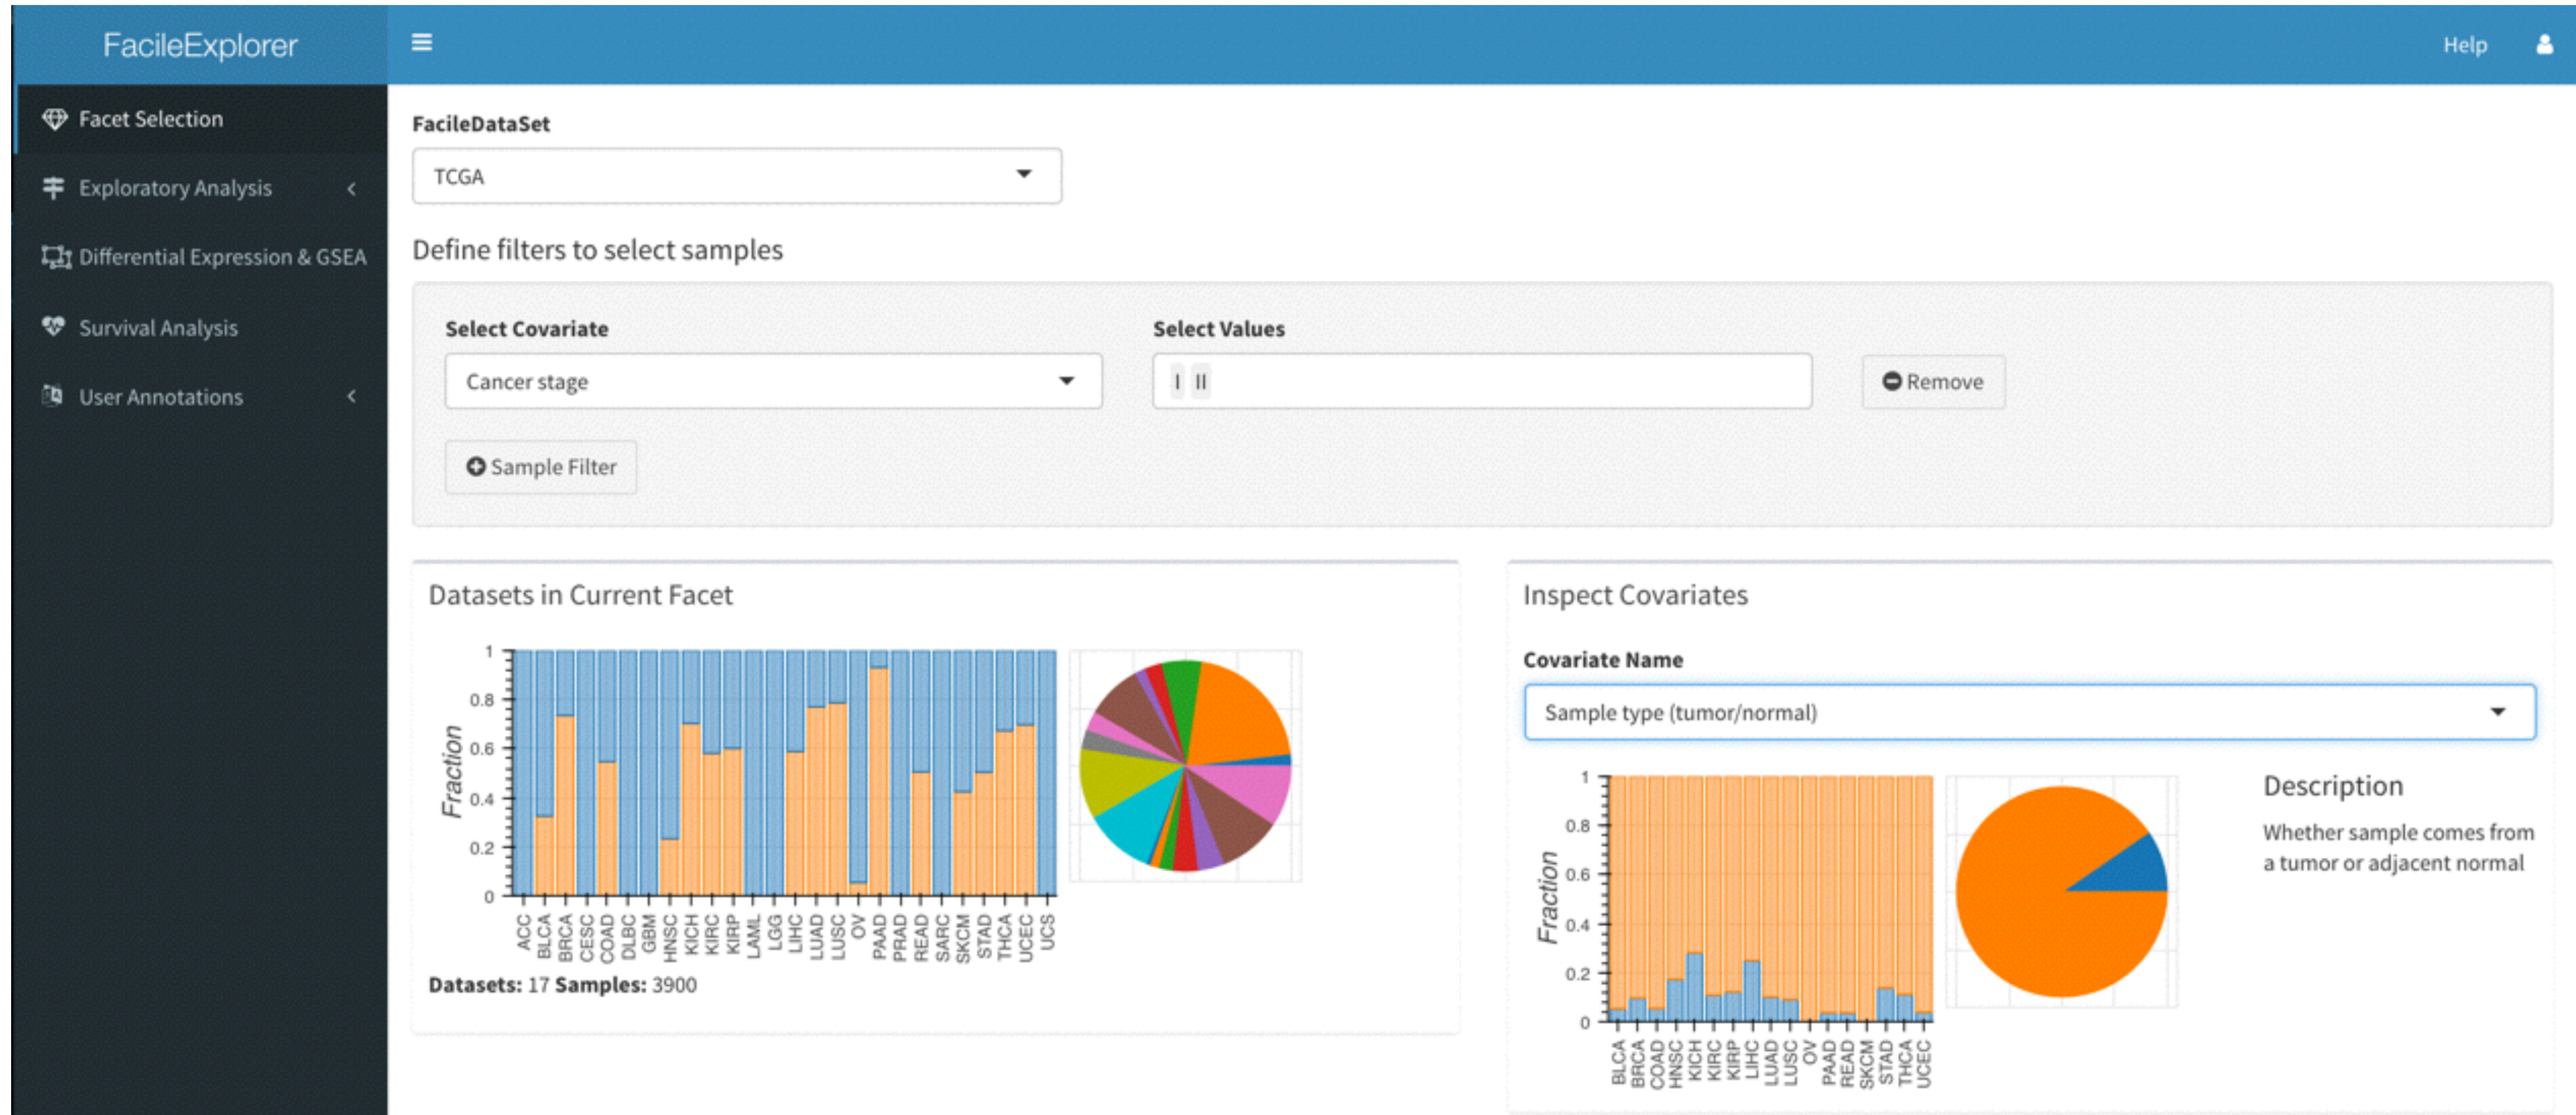 FacileExplorer
Help
Facet Selection
Exploratory Analysis
Differential Expression & GSEA
Survival Analysis
User Annotations
FacileDataSet
TCGA
Define filters to select samples
Select Covariate
Select Values
Cancer stage
I II
Remove
Sample Filter
Datasets in Current Facet
Fraction
1
0.8
0.6
0.4
0.2
0
ACC
BLCA
BRCA
CESC
COAD
DLBC
GBM
HNSC
KICH
KIRC
KIRP
LAML
LGG
LIHC
LUAD
LUSC
OV
PAAD
PRAD
READ
SARC
SKCM
STAD
THCA
UCEC
UCS
Datasets: 17 Samples: 3900
Inspect Covariates
Covariate Name
Sample type (tumor/normal)
Fraction
1
0.8
0.6
0.4
0.2
0
BLCA
BRCA
COAD
HNSC
KICH
KIRC
KIRP
LIHC
LUAD
LUSC
OV
PAAD
READ
SKCM
STAD
THCA
UCEC
Description
Whether sample comes from
a tumor or adjacent normal